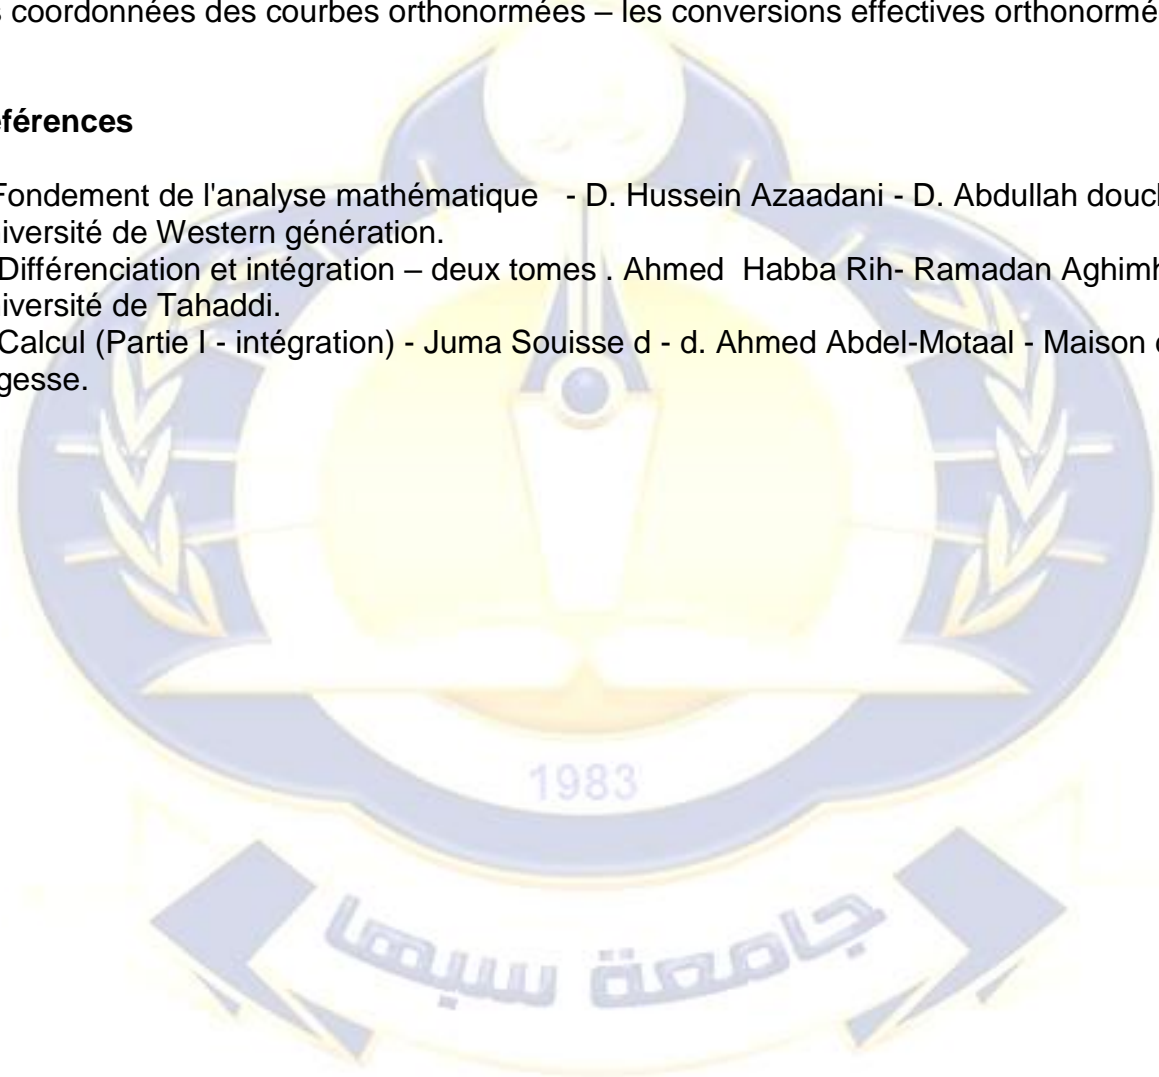 s coordonnées des courbes orthonormées – les conversions effectives orthonormé
éférences
Fondement de l'analyse mathématique - D. Hussein Azaadani - D. Abdullah douc
iversité de Western génération.
Différenciation et intégration – deux tomes . Ahmed Habba Rih- Ramadan Aghimh
iversité de Tahaddi.
Calcul (Partie I - intégration) - Juma Souisse d - d. Ahmed Abdel-Motaal - Maison
gesse.
1983
جامعة سبها